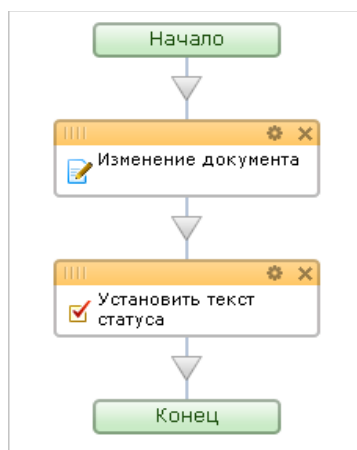 Начало
Изменение документа
Установить текст
статуса
Конец